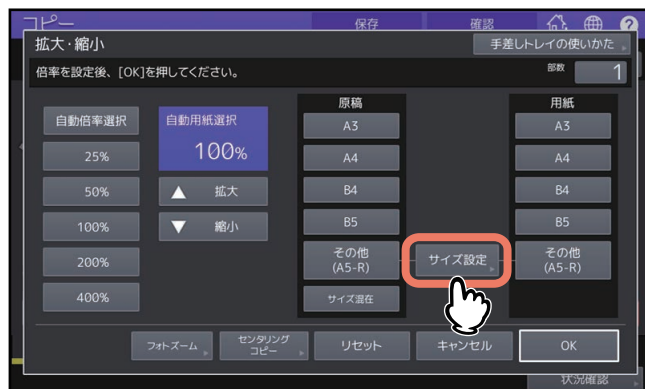 コピー
保存
確認
拡大・縮小
手差しトレイの使いかた
倍率を設定後、[OK]を押してください。
部数
1
原稿
用紙
自動倍率選択
自動用紙選択
100%
25%
50%
100%
200%
400%
拡大
縮小
A3
A4
B4
B5
その他
(A5-R)
サイズ混在
サイズ設定
A3
A4
B4
B5
その他
(A5-R)
フォトズーム
センタリング
コピー
リセット
キャンセル
OK
状況確認